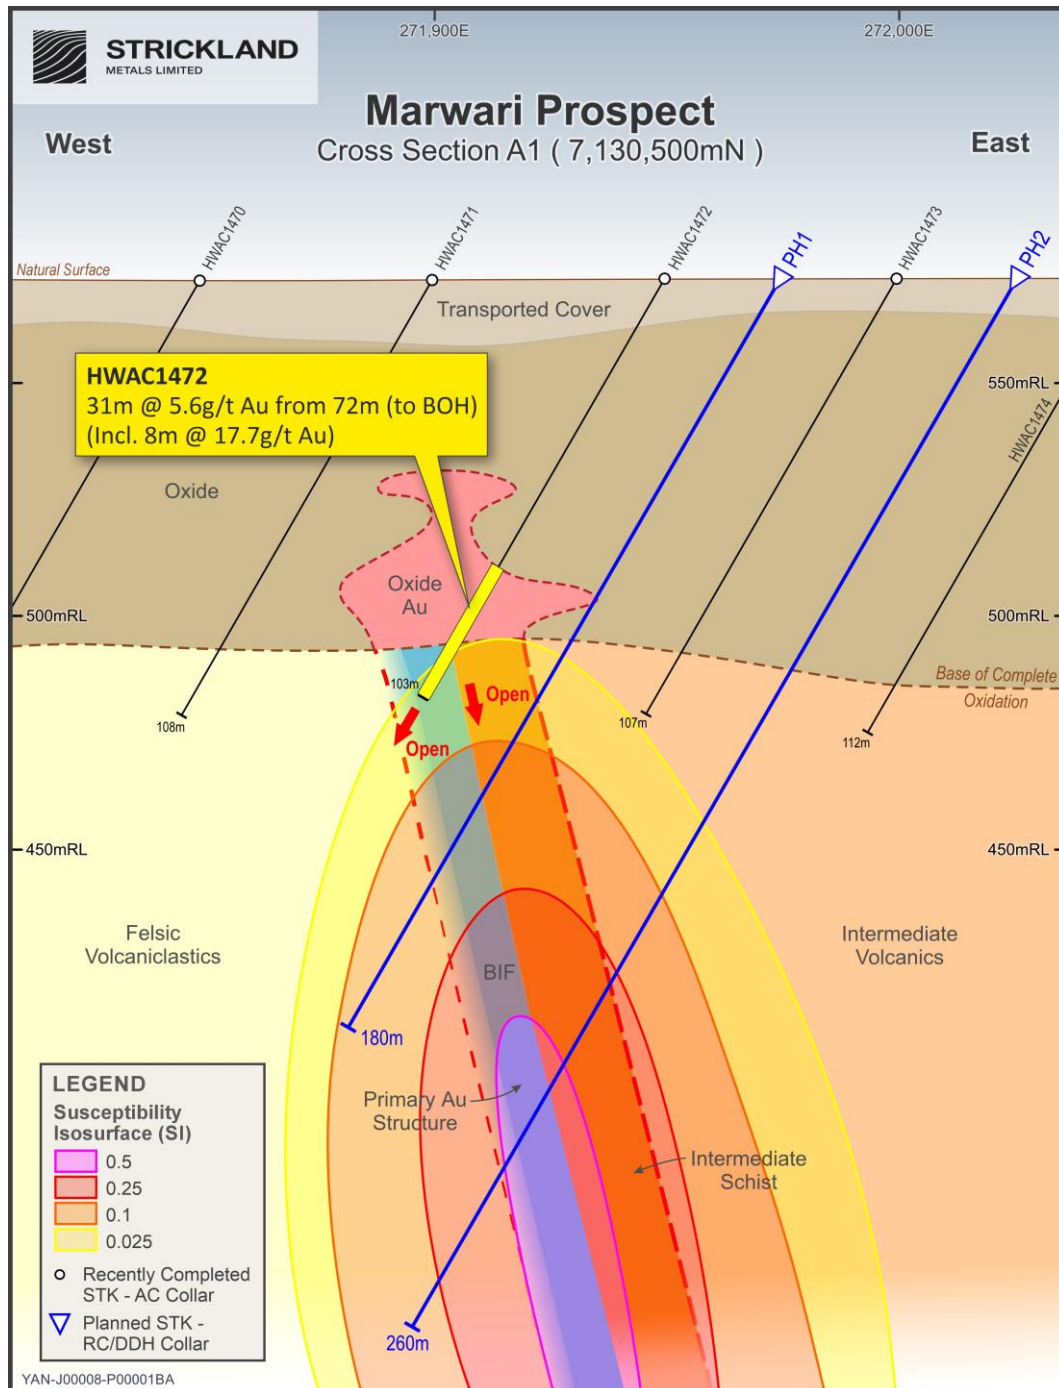 STRICKLAND
METALS LIMITED
271,900E
272,000E
Marwari Prospect
Cross Section A1 ( 7,130,500mN )
West
East
HWAC1470
HWAC1471
HWAC1472
PH1
HWAC1473
PH2
Natural Surface
Transported Cover
HWAC1472
31m @ 5.6g/t Au from 72m (to BOH)
(Incl. 8m @ 17.7g/t Au)
550mRL
HWAC1474
Oxide
Oxide
Au
500mRL
500mRL
Base of Complete
Oxidation
103m
Open
Open
108m
107m
112m
450mRL
450mRL
Felsic
Volcaniclastics
Intermediate
Volcanics
BIF
180m
Primary Au
Structure
Intermediate
Schist
260m
LEGEND
Susceptibility
Isosurface (SI)
0.5
0.25
0.1
0.025
Recently Completed
STK - AC Collar
Planned STK -
RC/DDH Collar
YAN-J00008-P00001BA